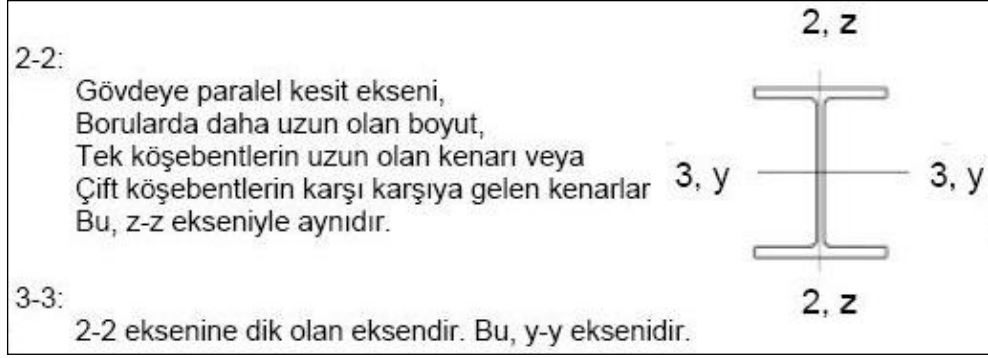 2-2:
Gövdeye paralel kesit ekseni,
Borularda daha uzun olan boyut,
Tek köşebentlerin uzun olan kenarı veya
Çift köşebentlerin karşı karşıya gelen kenarlar
Bu, z-z ekseniyle aynıdır.
3-3:
2-2 eksenine dik olan eksendir. Bu, y-y eksenidir.
2, z
3, y
3, y
2, z